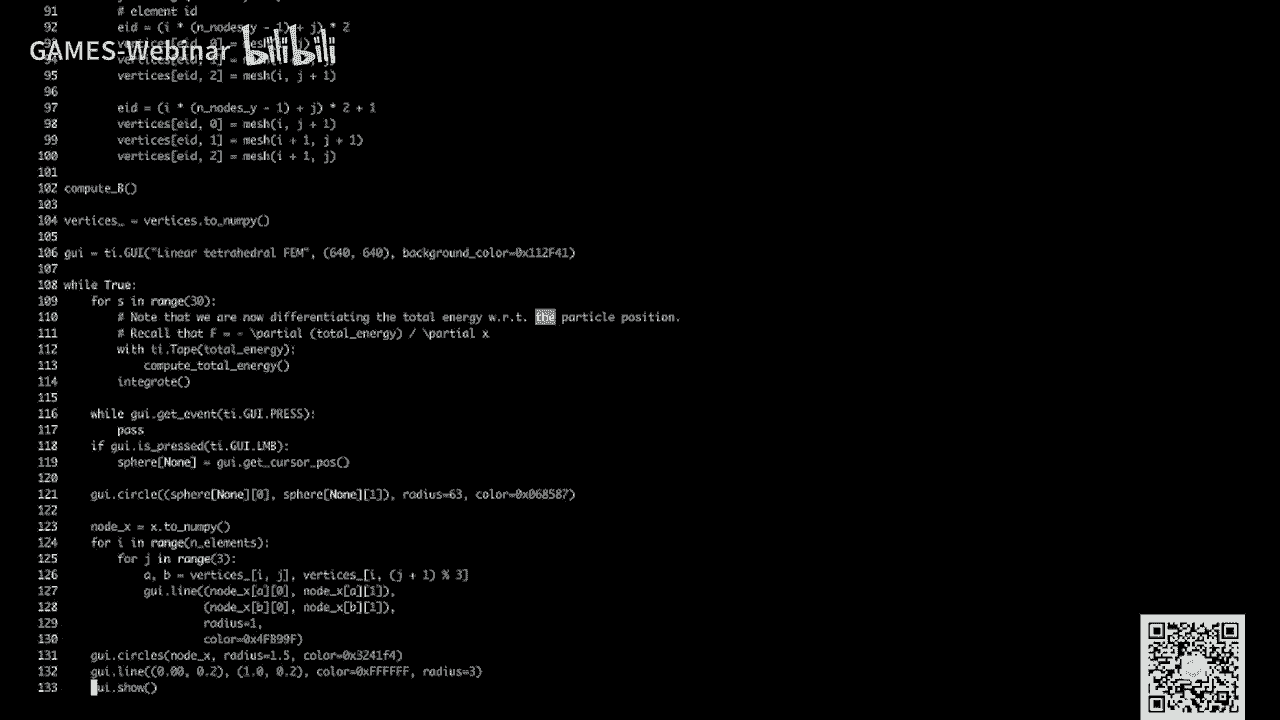 91         # element id
92         eid = (i * (n_nodes_y - 1) + j) * 2
GAMES-Webinar bilibili
95         vertices[eid, 2] = mesh(i, j + 1)
96
97         eid = (i * (n_nodes_y - 1) + j) * 2 + 1
98         vertices[eid, 0] = mesh(i, j + 1)
99         vertices[eid, 1] = mesh(i + 1, j + 1)
100         vertices[eid, 2] = mesh(i + 1, j)
101
102 compute_B()
103
104 vertices_ = vertices.to_numpy()
105
106 gui = ti.GUI("Linear tetrahedral FEM", (640, 640), background_color=0x112F41)
107
108 while True:
109     for s in range(30):
110         # Note that we are now differentiating the total energy w.r.t. the particle position.
111         # Recall that F = - \partial (total_energy) / \partial x
112         with ti.Tape(total_energy):
113             compute_total_energy()
114         integrate()
115
116     while gui.get_event(ti.GUI.PRESS):
117         pass
118     if gui.is_pressed(ti.GUI.LMB):
119         sphere[None] = gui.get_cursor_pos()
120
121     gui.circle((sphere[None][0], sphere[None][1]), radius=63, color=0x068587)
122
123     node_x = x.to_numpy()
124     for i in range(n_elements):
125         for j in range(3):
126             a, b = vertices_[i, j], vertices_[i, (j + 1) % 3]
127             gui.line((node_x[a][0], node_x[a][1]),
128                      (node_x[b][0], node_x[b][1]),
129                      radius=1,
130                      color=0x4FB99F)
131     gui.circles(node_x, radius=1.5, color=0x3241f4)
132     gui.line((0.00, 0.2), (1.0, 0.2), color=0xFFFFFF, radius=3)
133     ui.show()